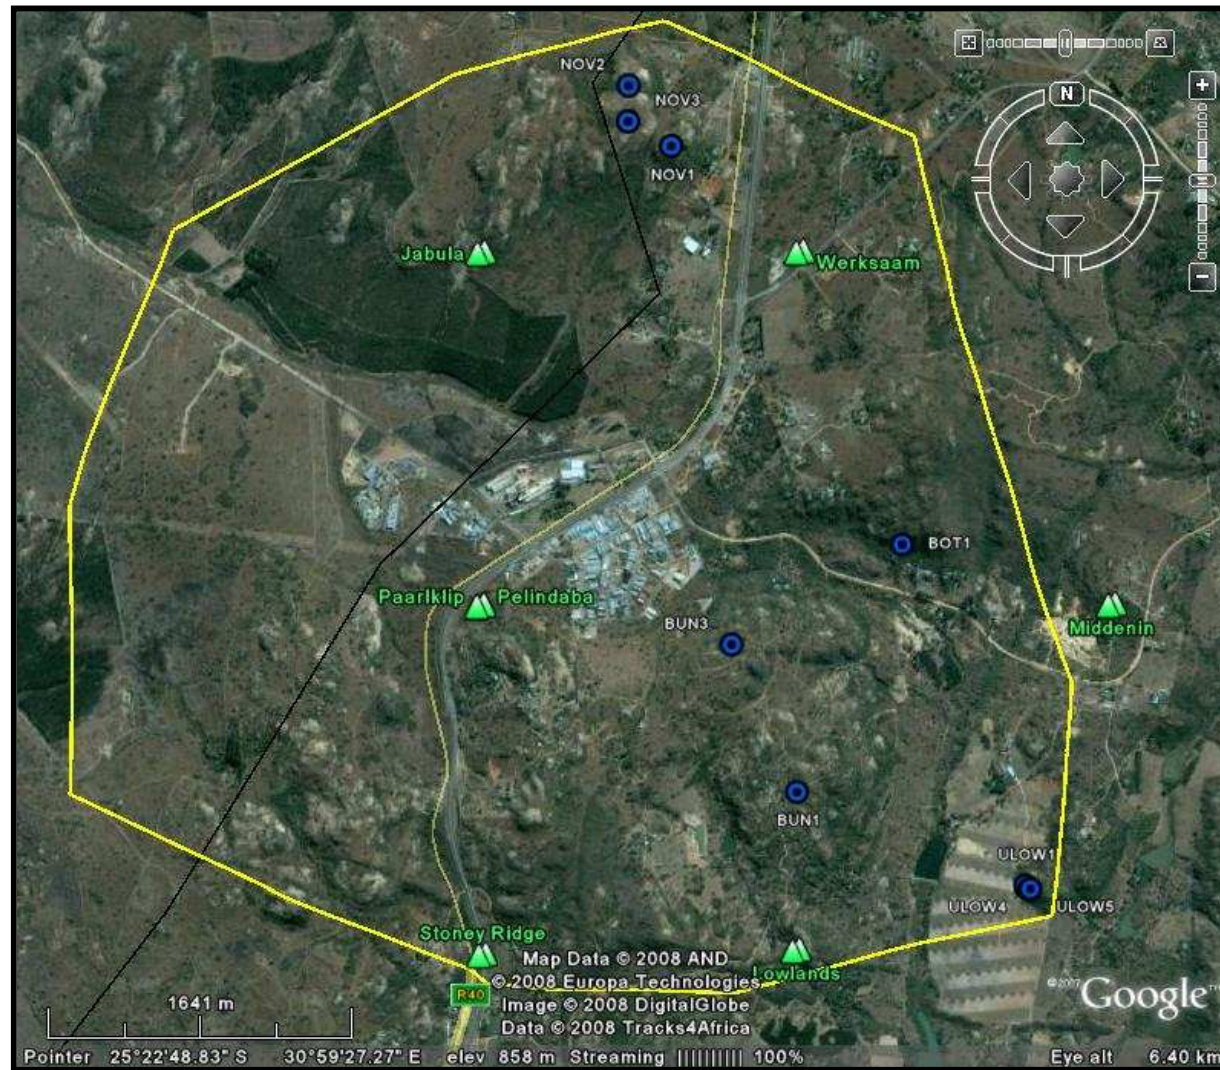 NOV2
NOV3
N
NOV1
Jabula
Werksaam
BOT1
Paarlklip Pelindaba
BUN3
Middenin
BUN1
ULOW1
ULOW4
ULOW5
Stoney Ridge
Map Data © 2008 AND
Lowlands
© 2008 Europa Technologies
R40
Image © 2008 DigitalGlobe
Data © 2008 Tracks4Africa
1641 m
© 2007 Google™
Pointer 25°22'48.83" S 30°59'27.27" E elev 858 m Streaming ||||||||| 100% Eye alt 6.40 km